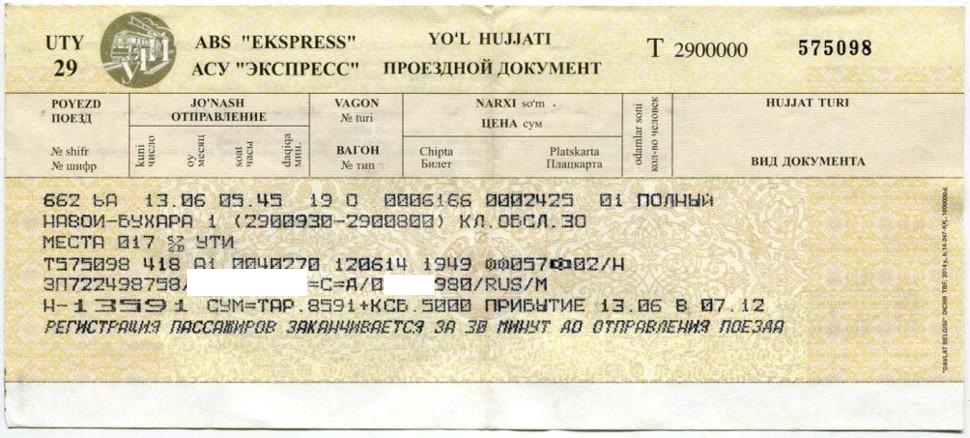 UTY 29
УТЙ
ABS "EKSPRESS"
АСУ "ЭКСПРЕСС"
YO'L HUJJATI
ПРОЕЗДНОЙ ДОКУМЕНТ
T 2900000 575098
POYEZD
ПОЕЗД
№ shifr
№ шифр
JO'NASH
ОТПРАВЛЕНИЕ
kuni
число
oy
месяц
soat
часы
daqiqa
мин.
VAGON
№ turi
ВАГОН
№ тип
NARXI so'm
ЦЕНА сум
Chipta
Билет
Platskarta
Плацкарта
odamlar soni
кол-во человек
HUJJAT TURI
ВИД ДОКУМЕНТА
662 ЬА 13.06 05.45 19 О 0006166 0002425 01 ПОЛНЫЙ
НАВОИ-БУХАРА 1 (2900930-2900800) КЛ.ОБСЛ.3О
МЕСТА 017 УТИ
Т575098 418 А1 0040270 120614 1949 02/Н
ЗП722498758/ =С=А/0 980/RUS/M
Н-13591 СУМ=ТАР.8591+КСБ.5000 ПРИБЫТИЕ 13.06 В 07.12
РЕГИСТРАЦИЯ ПАССАЖИРОВ ЗАКАНЧИВАЕТСЯ ЗА 30 МИНУТ ДО ОТПРАВЛЕНИЯ ПОЕЗДА